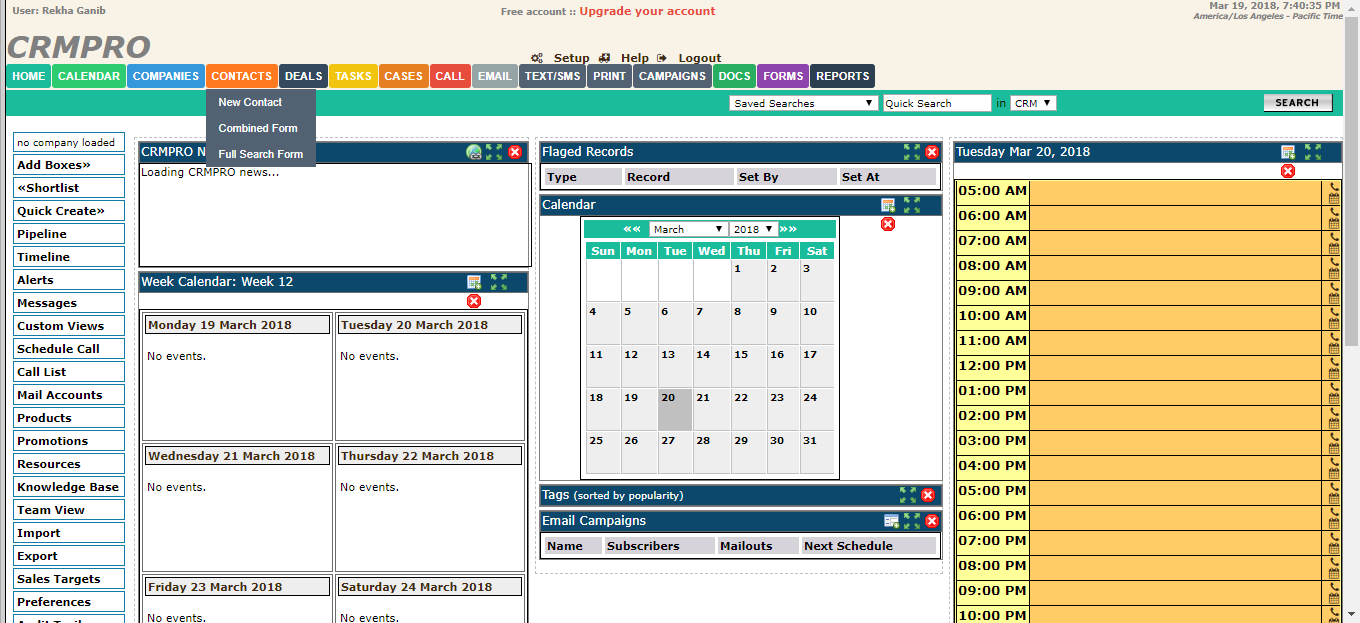 User: Rekha Ganib
Free account :: Upgrade your account
Mar 19, 2018, 7:40:35 PM
America/Los Angeles - Pacific Time
CRMPRO
Setup Help Logout
HOME CALENDAR COMPANIES CONTACTS DEALS TASKS CASES CALL EMAIL TEXT/SMS PRINT CAMPAIGNS DOCS FORMS REPORTS
New Contact
Combined Form
Full Search Form
Saved Searches Quick Search in CRM SEARCH
no company loaded
Add Boxes»
«Shortlist
Quick Create»
Pipeline
Timeline
Alerts
Messages
Custom Views
Schedule Call
Call List
Mail Accounts
Products
Promotions
Resources
Knowledge Base
Team View
Import
Export
Sales Targets
Preferences
CRMPRO
Loading CRMPRO news...
Week Calendar: Week 12
Monday 19 March 2018 Tuesday 20 March 2018
No events. No events.
Wednesday 21 March 2018 Thursday 22 March 2018
No events. No events.
Friday 23 March 2018 Saturday 24 March 2018
No events. No events.
Flaged Records
Type Record Set By Set At
Calendar
«« March 2018 »»
Sun Mon Tue Wed Thu Fri Sat
1 2 3
4 5 6 7 8 9 10
11 12 13 14 15 16 17
18 19 20 21 22 23 24
25 26 27 28 29 30 31
Tags (sorted by popularity)
Email Campaigns
Name Subscribers Mailouts Next Schedule
Tuesday Mar 20, 2018
05:00 AM
06:00 AM
07:00 AM
08:00 AM
09:00 AM
10:00 AM
11:00 AM
12:00 PM
01:00 PM
02:00 PM
03:00 PM
04:00 PM
05:00 PM
06:00 PM
07:00 PM
08:00 PM
09:00 PM
10:00 PM